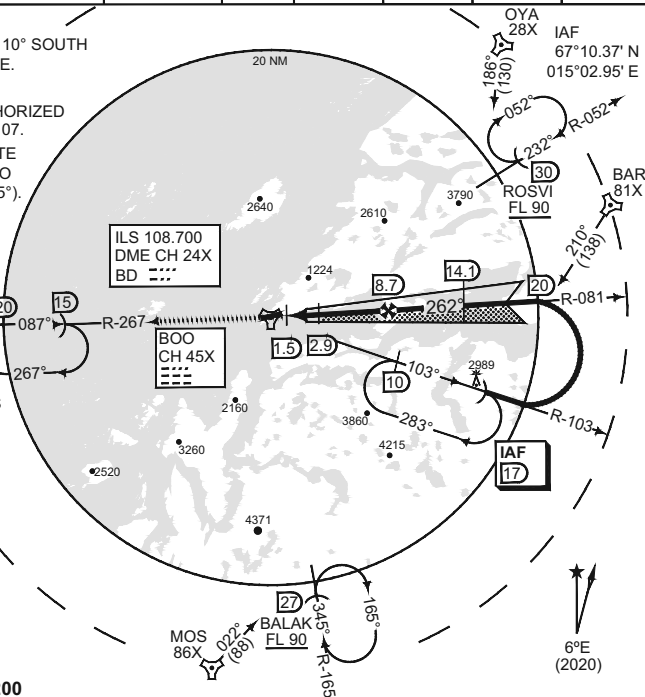 10° SOUTH
E.
HORIZED
07.
TE
O
5°).
20 NM
OYA
28X
IAF
67°10.37' N
015°02.95' E
186°
(130)
052°
R-052
232°
30
ROSVI
FL 90
BAR
81X
210°
(138)
3790
2640
2610
ILS 108.700
DME CH 24X
BD
1224
8.7
14.1
20
262°
R-081
20
15
087°
R-267
267°
BOO
CH 45X
1.5
2.9
10
103°
2989
283°
R-103
IAF
17
2160
3860
3260
4215
2520
4371
27
BALAK
FL 90
345°
165°
R-165
MOS
86X
022°
(88)
6°E
(2020)
00